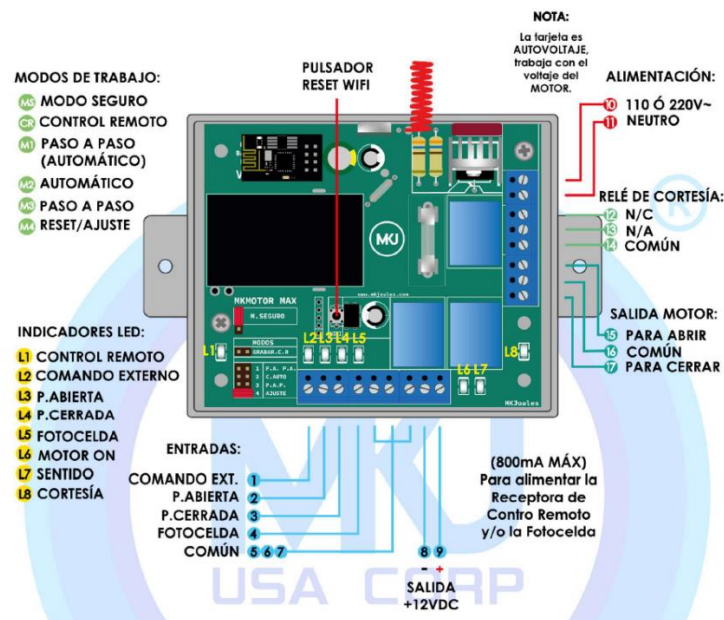 NOTA:
La tarjeta es
AUTOVOLTAJE,
trabaja con el
voltaje del
MOTOR.
MODOS DE TRABAJO:
MS MODO SEGURO
CR CONTROL REMOTO
M1 PASO A PASO
(AUTOMÁTICO)
M2 AUTOMÁTICO
M3 PASO A PASO
M4 RESET/AJUSTE
PULSADOR
RESET WIFI
ALIMENTACIÓN:
10 110 Ó 220V~
11 NEUTRO
RELÉ DE CORTESÍA:
12 N/C
13 N/A
14 COMÚN
SALIDA MOTOR:
15 PARA ABRIR
16 COMÚN
17 PARA CERRAR
MKJ
www.mkjoules.com
MKMOTOR MAX
M.SEGURO
MODOS
GRABAR.C.R
1 P.A. P.A.
2 C.AUTO
3 P.A.P.
4 AJUSTE
L1
L2 L3 L4 L5
L6 L7
L8
MKJoules
INDICADORES LED:
L1 CONTROL REMOTO
L2 COMANDO EXTERNO
L3 P.ABIERTA
L4 P.CERRADA
L5 FOTOCELDA
L6 MOTOR ON
L7 SENTIDO
L8 CORTESÍA
ENTRADAS:
COMANDO EXT. 1
P.ABIERTA 2
P.CERRADA 3
FOTOCELDA 4
COMÚN 5 6 7
8 9
- +
SALIDA
+12VDC
(800mA MÁX)
Para alimentar la
Receptora de
Contro Remoto
y/o la Fotocelda
MKJ
USA CORP
®